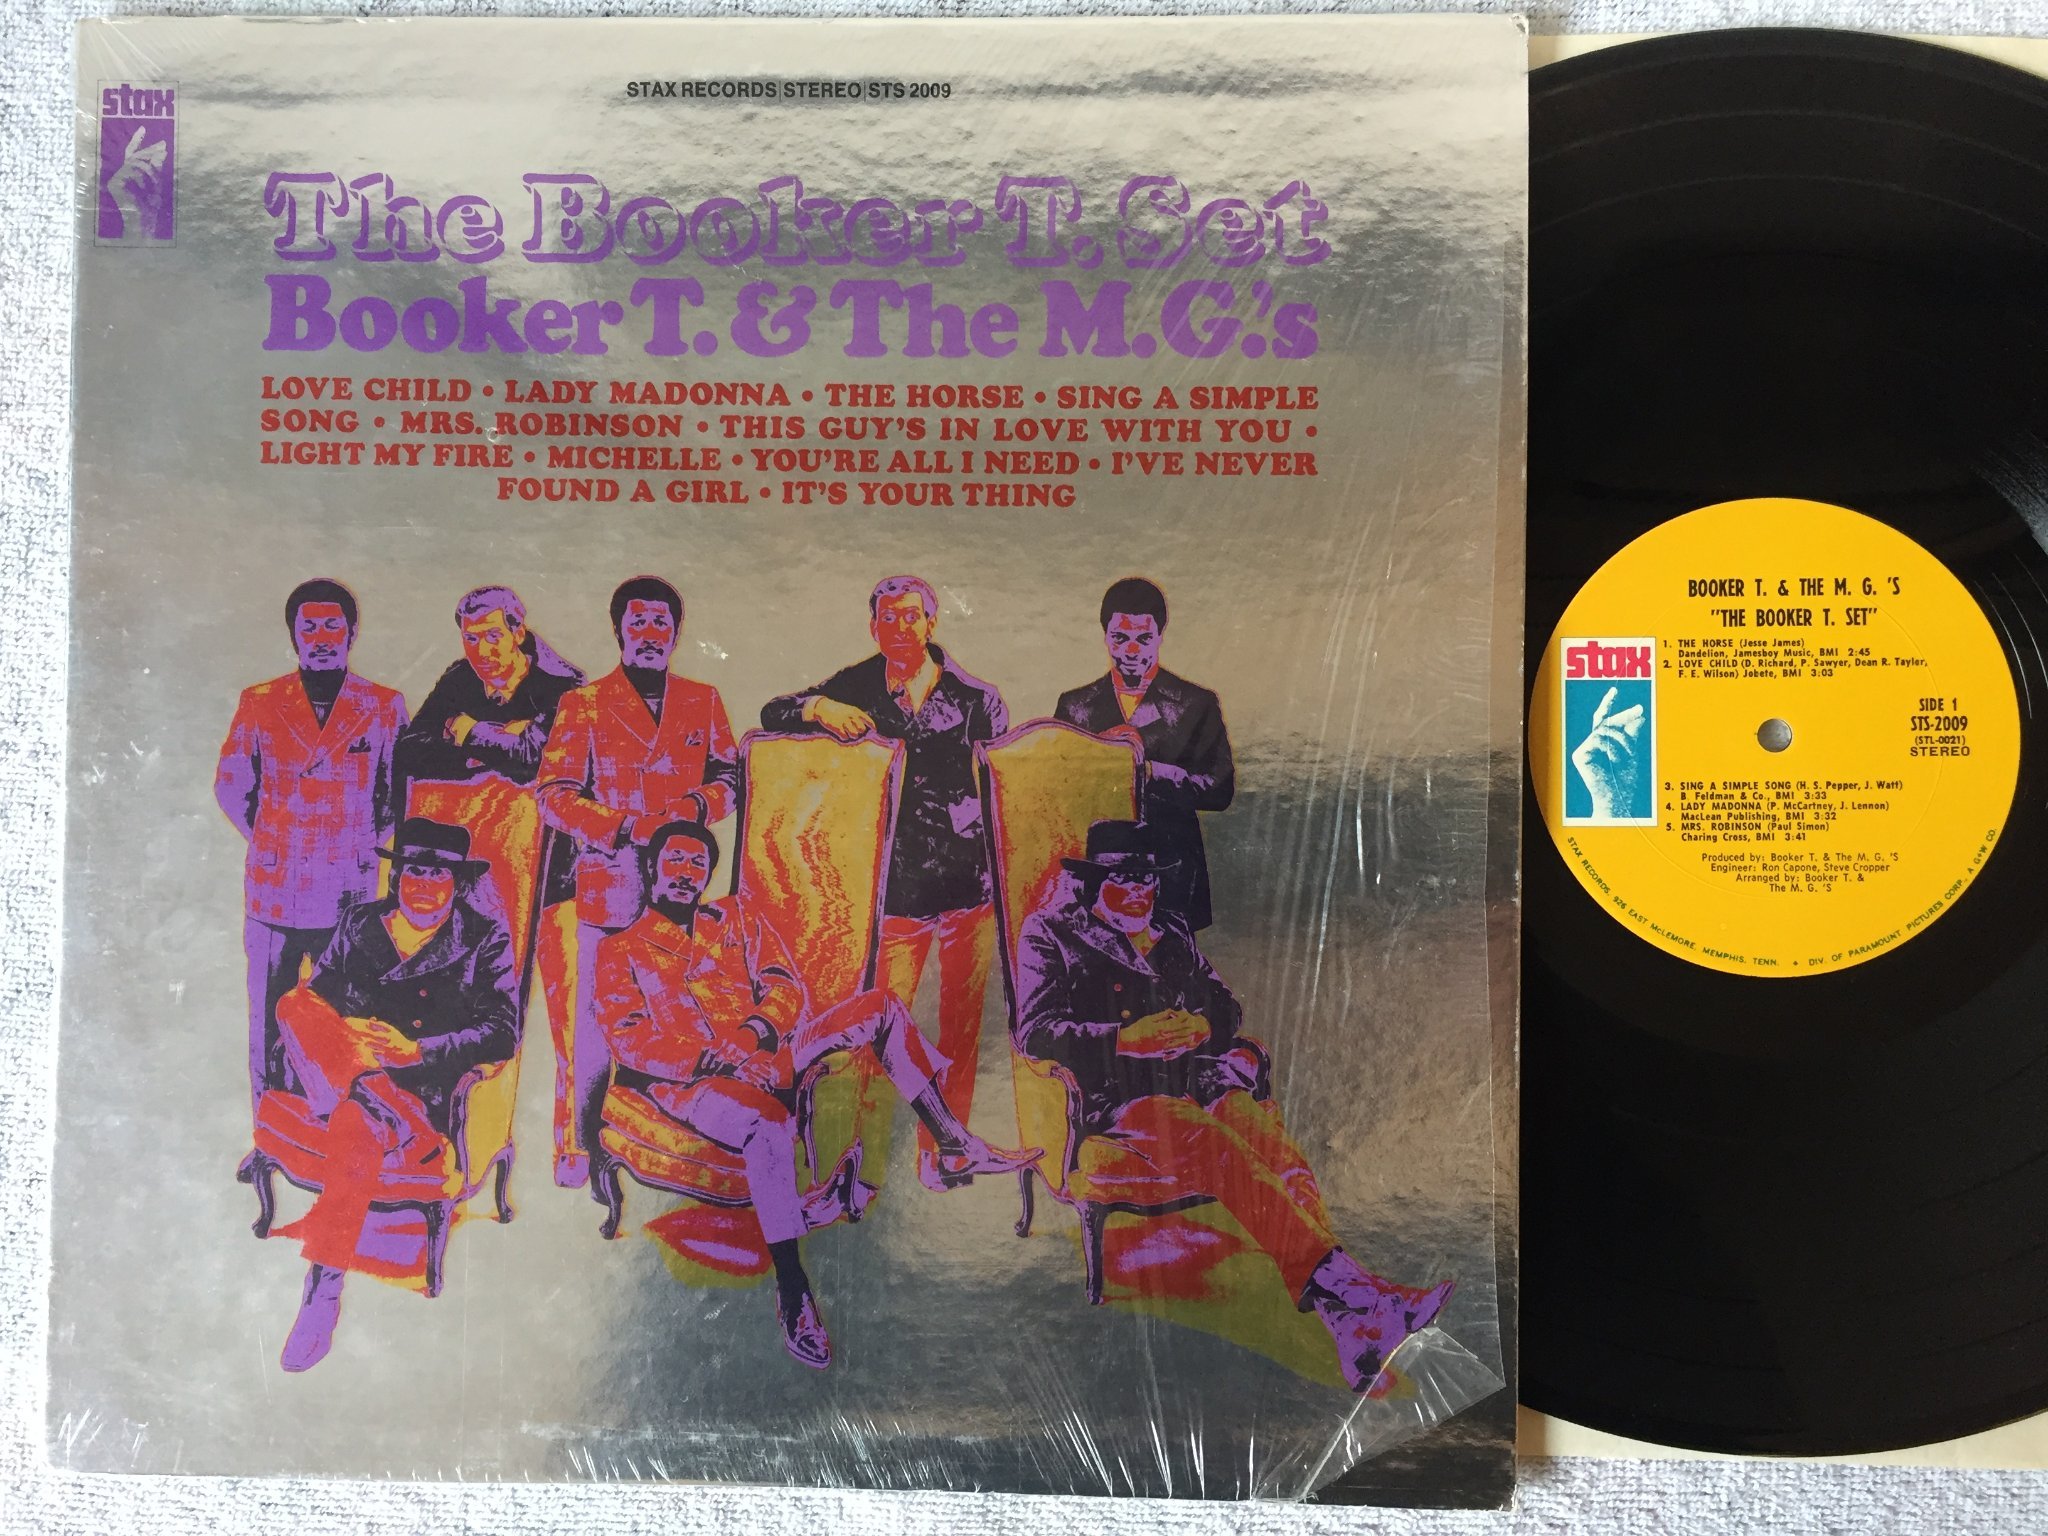 stax
STAX RECORDS|STEREO|STS 2009
The Booker T. Set
Booker T. & The M.G.'s
LOVE CHILD • LADY MADONNA • THE HORSE • SING A SIMPLE
SONG • MRS. ROBINSON • THIS GUY'S IN LOVE WITH YOU •
LIGHT MY FIRE • MICHELLE • YOU'RE ALL I NEED • I'VE NEVER
FOUND A GIRL • IT'S YOUR THING
BOOKER T. & THE M. G. 'S
"THE BOOKER T. SET"
1. THE HORSE (Jesse James)
Dandelion, Jamesboy Music, BMI 2:45
2. LOVE CHILD (D. Richard, P. Sawyer, Dean R. Taylor,
F. E. Wilson) Jobete, BMI 3:03
stax
SIDE 1
STS-2009
(STL-0021)
STEREO
3. SING A SIMPLE SONG (H. S. Pepper, J. Watt)
B. Feldman & Co., BMI 3:33
4. LADY MADONNA (P. McCartney, J. Lennon)
MacLean Publishing, BMI 3:32
5. MRS. ROBINSON (Paul Simon)
Charing Cross, BMI 3:41
Produced by: Booker T. & The M. G. 'S
Engineer: Ron Capone, Steve Cropper
Arranged by: Booker T. &
The M. G. 'S
STAX RECORDS, 926 EAST McLEMORE, MEMPHIS, TENN. • DIV. OF PARAMOUNT PICTURES CORP., A G+W CO.